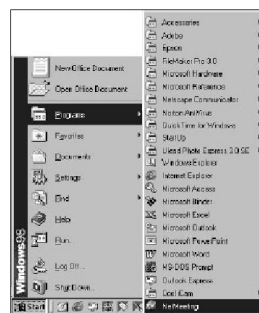 New Office Document
Open Office Document
Programs
Favorites
Documents
Settings
Find
Help
Run...
Log Off...
Shut Down...
Windows98
Start
Accessories
Adobe
Epson
FileMaker Pro 3.0
Microsoft Hardware
Microsoft Reference
Netscape Communicator
Norton AntiVirus
QuickTime for Windows
StartUp
Ulead Photo Express 3.0 SE
Windows Explorer
Internet Explorer
Microsoft Access
Microsoft Binder
Microsoft Excel
Microsoft Outlook
Microsoft PowerPoint
Microsoft Word
MS-DOS Prompt
Outlook Express
CoolCam
NetMeeting